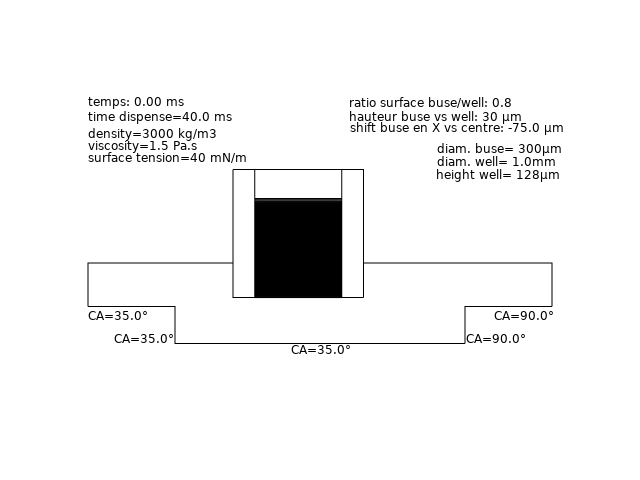 temps: 0.00 ms
time dispense=40.0 ms
density=3000 kg/m3
viscosity=1.5 Pa.s
surface tension=40 mN/m
ratio surface buse/well: 0.8
hauteur buse vs well: 30 µm
shift buse en X vs centre: -75.0 µm
diam. buse= 300µm
diam. well= 1.0mm
height well= 128µm
CA=35.0°
CA=90.0°
CA=35.0°
CA=90.0°
CA=35.0°